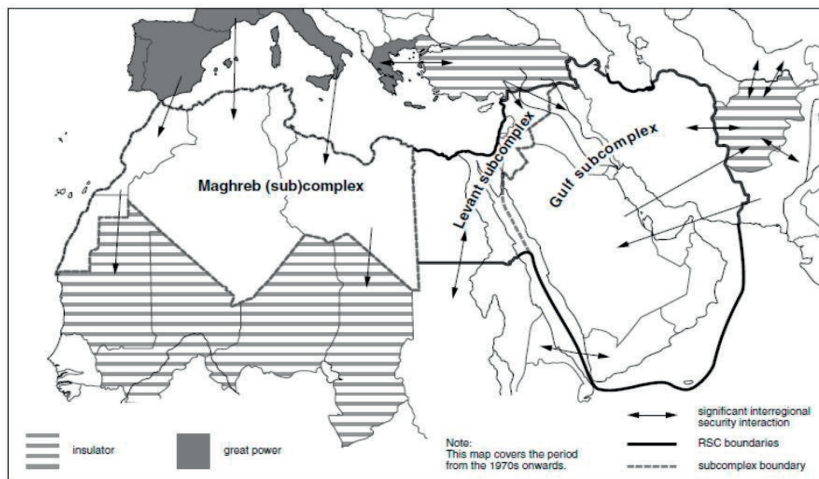 Maghreb (sub)complex
Levant subcomplex
Gulf subcomplex
insulator
great power
Note:
This map covers the period
from the 1970s onwards.
significant interregional
security interaction
RSC boundaries
subcomplex boundary